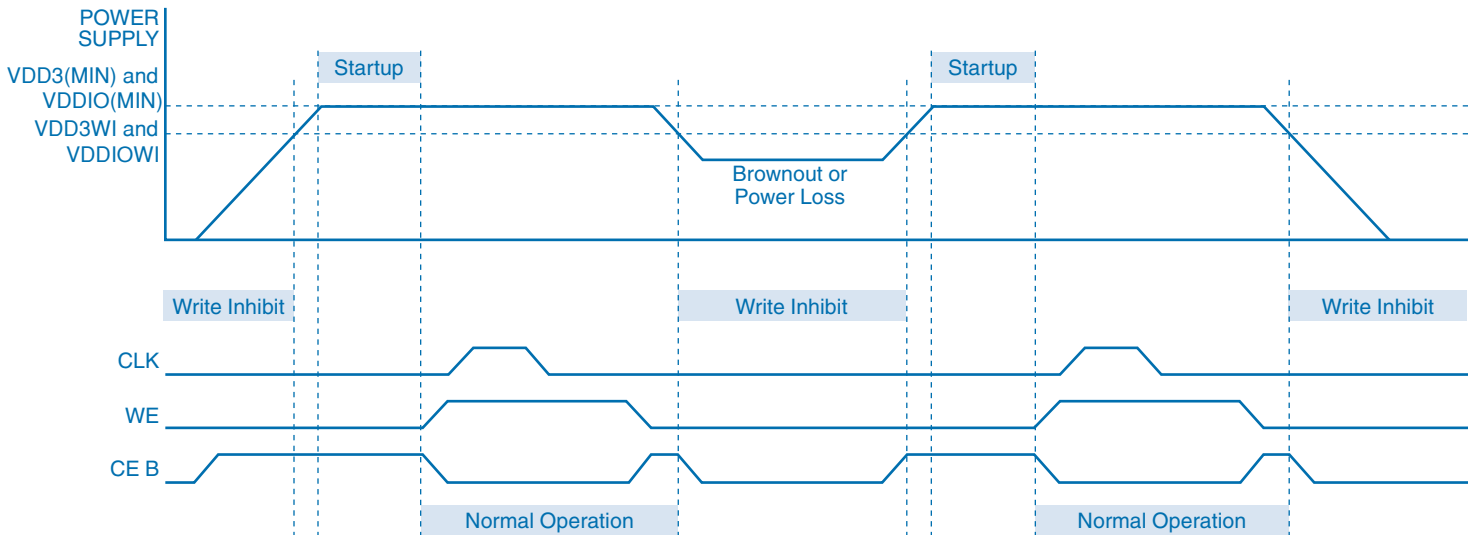 POWER
SUPPLY
Startup
Startup
VDD3(MIN) and
VDDIO(MIN)
VDD3WI and
VDDIOWI
Brownout or
Power Loss
Write Inhibit
Write Inhibit
Write Inhibit
CLK
WE
CE B
Normal Operation
Normal Operation